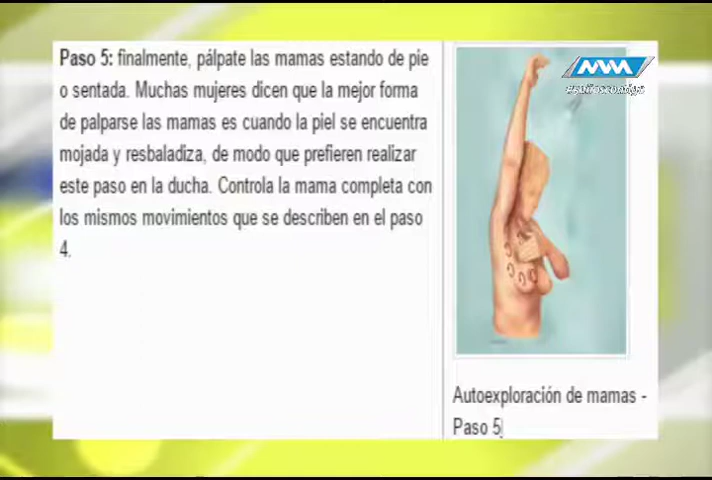 Paso 5: finalmente, pálpate las mamas estando de pie
o sentada. Muchas mujeres dicen que la mejor forma
de palparse las mamas es cuando la piel se encuentra
mojada y resbaladiza, de modo que prefieren realizar
este paso en la ducha. Controla la mama completa con
los mismos movimientos que se describen en el paso
4.
Autoexploración de mamas -
Paso 5